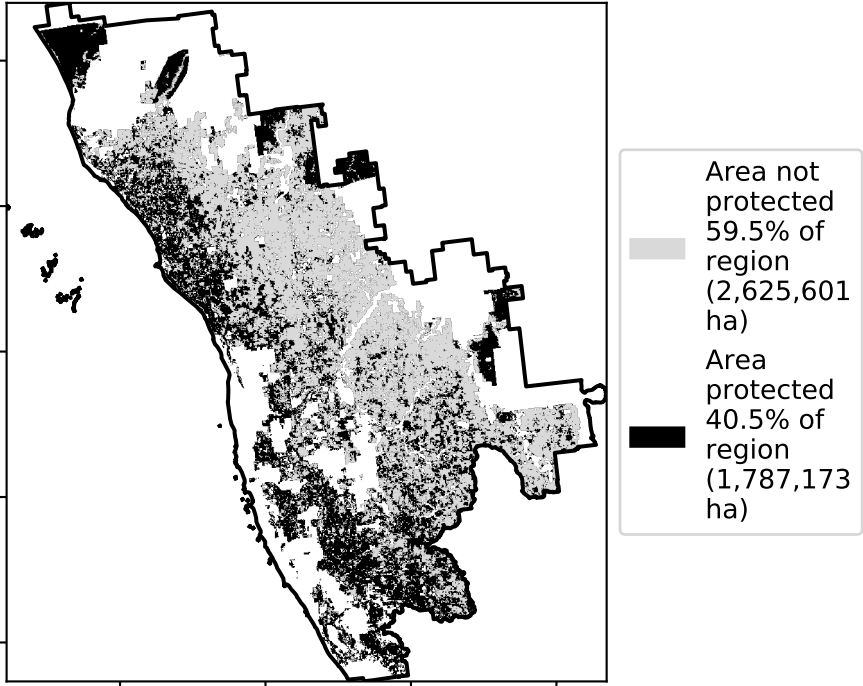 Area not
protected
59.5% of
region
(2,625,601
ha)
Area
protected
40.5% of
region
(1,787,173
ha)